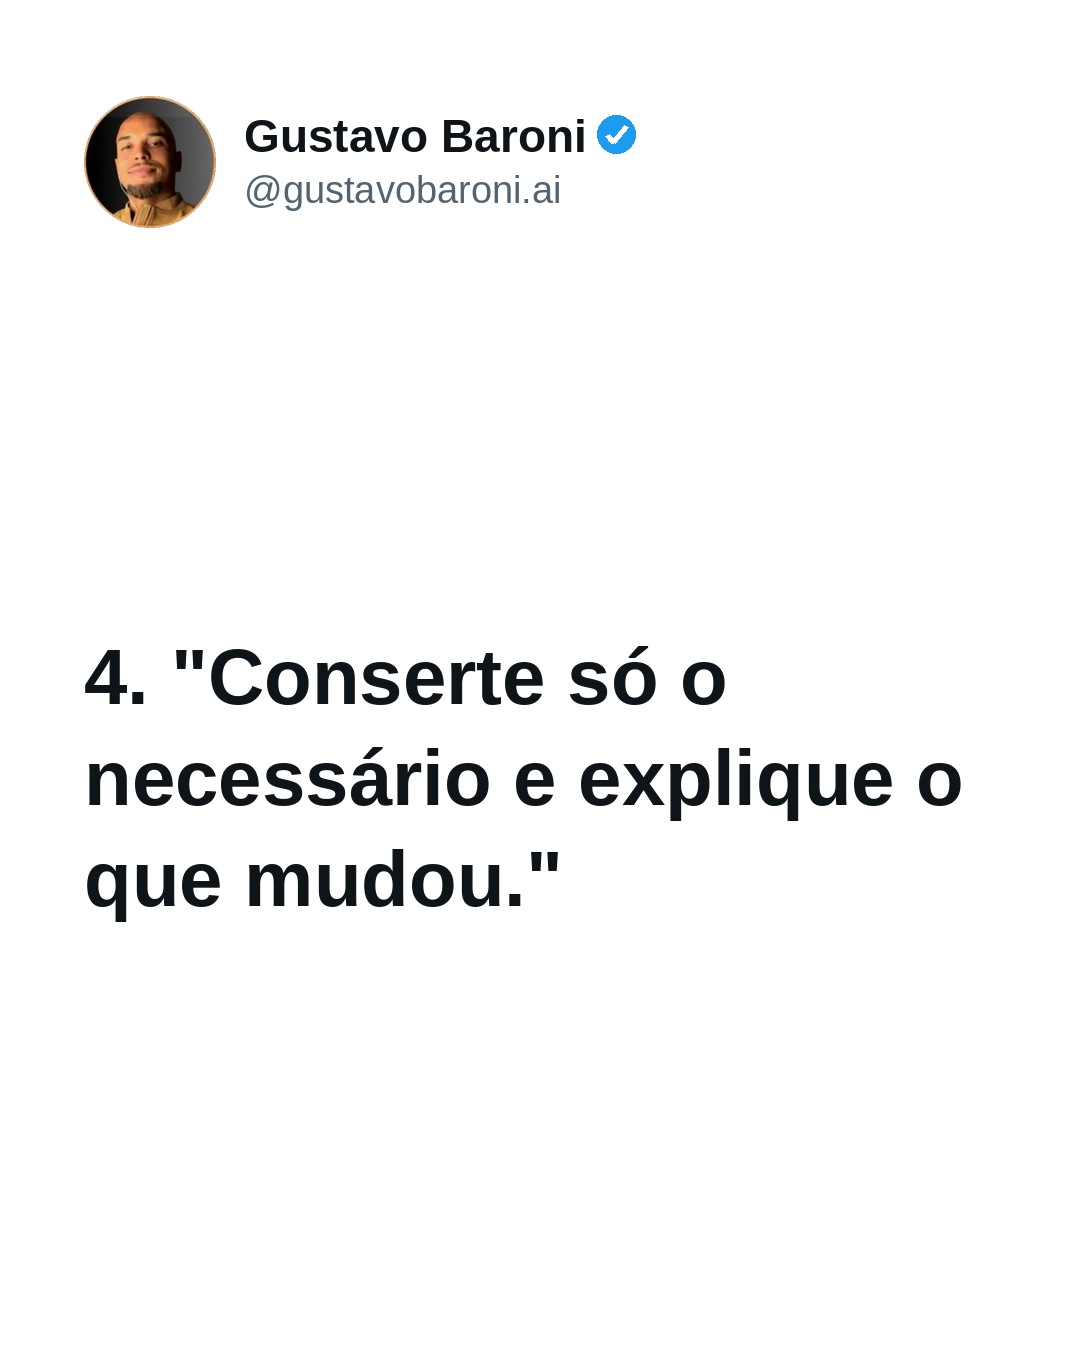 Gustavo Baroni
@gustavobaroni.ai
4. "Conserte só o
necessário e explique o
que mudou."